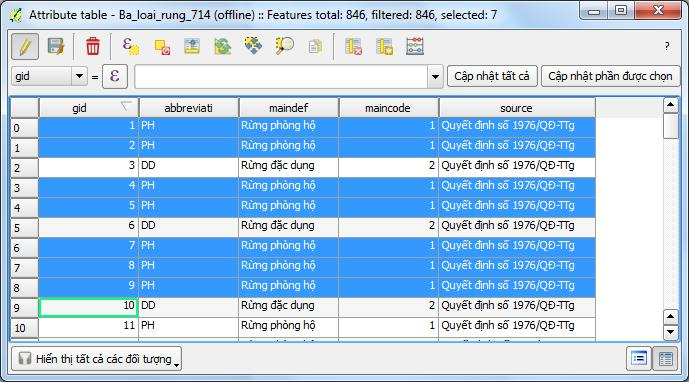 Attribute table - Ba_loai_rung_714 (offline) :: Features total: 846, filtered: 846, selected: 7
?
gid = ε Cập nhật tất cả Cập nhật phần được chọn
gid abbreviati maindef maincode source
0 1 PH Rừng phòng hộ 1 Quyết định số 1976/QĐ-TTg
1 2 PH Rừng phòng hộ 1 Quyết định số 1976/QĐ-TTg
2 3 DD Rừng đặc dụng 2 Quyết định số 1976/QĐ-TTg
3 4 PH Rừng phòng hộ 1 Quyết định số 1976/QĐ-TTg
4 5 PH Rừng phòng hộ 1 Quyết định số 1976/QĐ-TTg
5 6 DD Rừng đặc dụng 2 Quyết định số 1976/QĐ-TTg
6 7 PH Rừng phòng hộ 1 Quyết định số 1976/QĐ-TTg
7 8 PH Rừng phòng hộ 1 Quyết định số 1976/QĐ-TTg
8 9 PH Rừng phòng hộ 1 Quyết định số 1976/QĐ-TTg
9 10 DD Rừng đặc dụng 2 Quyết định số 1976/QĐ-TTg
10 11 PH Rừng phòng hộ 1 Quyết định số 1976/QĐ-TTg
Hiển thị tất cả các đối tượng